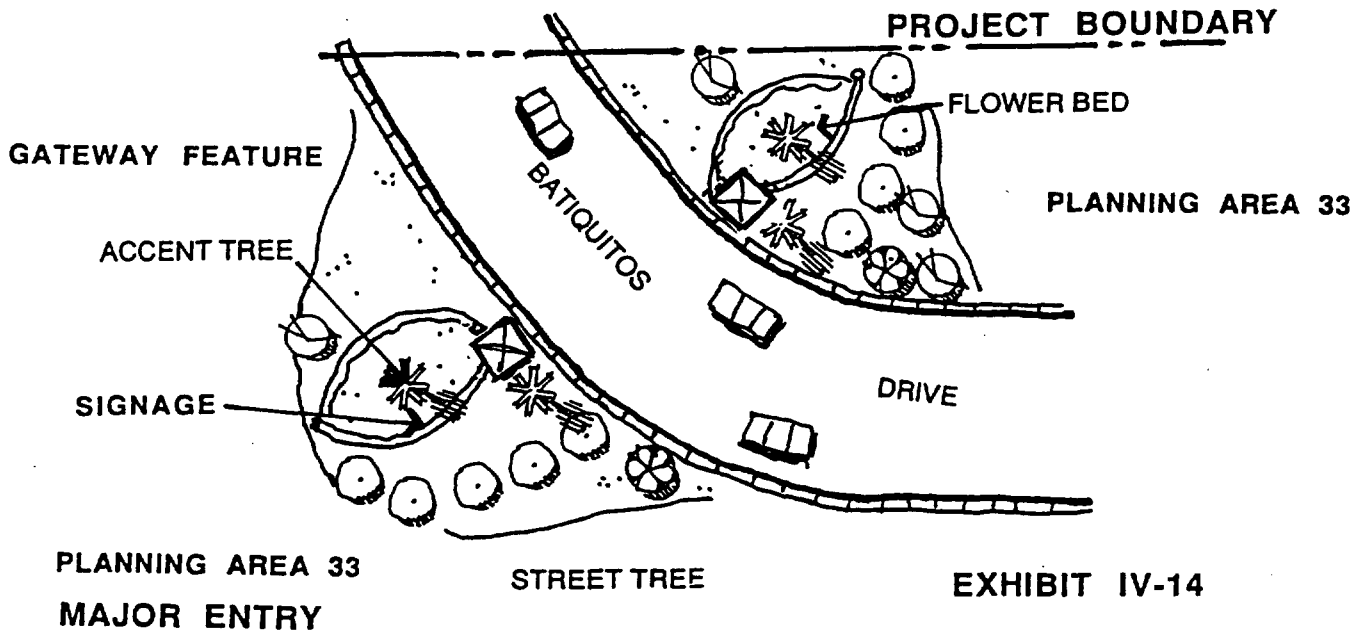 PROJECT BOUNDARY
FLOWER BED
GATEWAY FEATURE
BATIQUITOS
PLANNING AREA 33
ACCENT TREE
DRIVE
SIGNAGE
PLANNING AREA 33
STREET TREE
EXHIBIT IV-14
MAJOR ENTRY